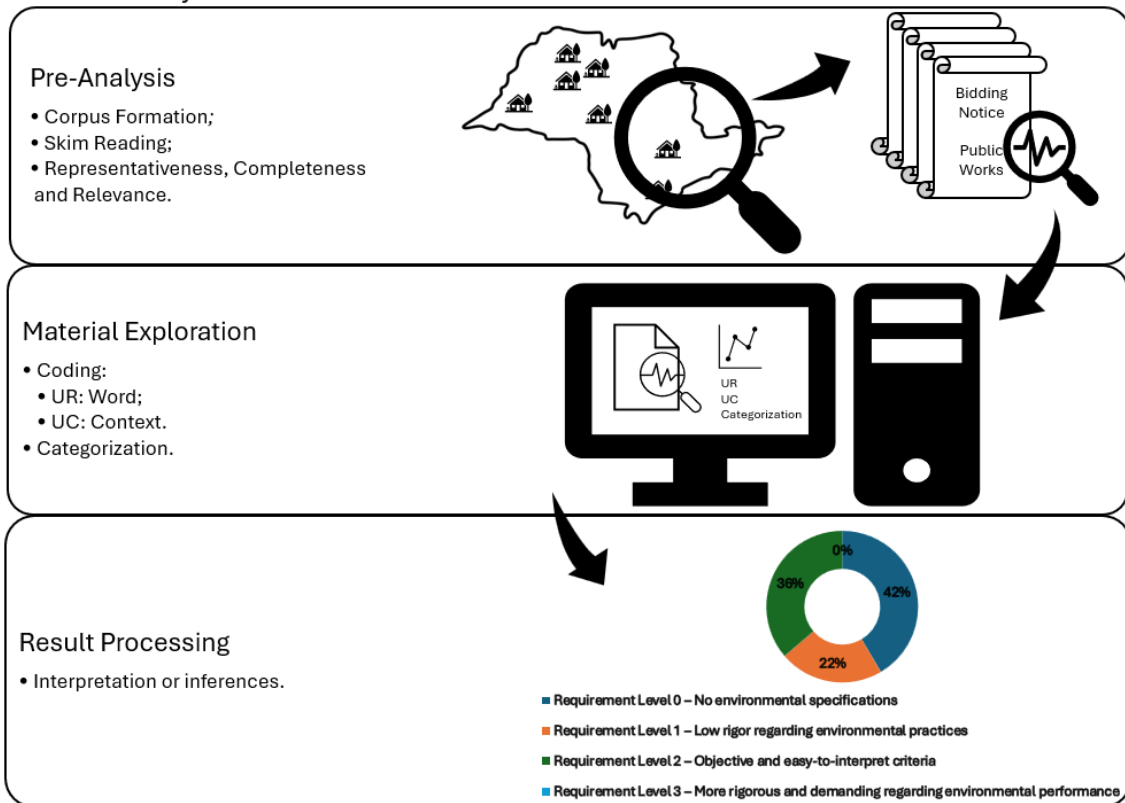 Pre-Analysis
• Corpus Formation;
• Skim Reading;
• Representativeness, Completeness
and Relevance.
Bidding
Notice
Public
Works
Material Exploration
• Coding:
• UR: Word;
• UC: Context.
• Categorization.
UR
UC
Categorization
Result Processing
• Interpretation or inferences.
0%
36%
42%
22%
Requirement Level 0 – No environmental specifications
Requirement Level 1 – Low rigor regarding environmental practices
Requirement Level 2 – Objective and easy-to-interpret criteria
Requirement Level 3 – More rigorous and demanding regarding environmental performance